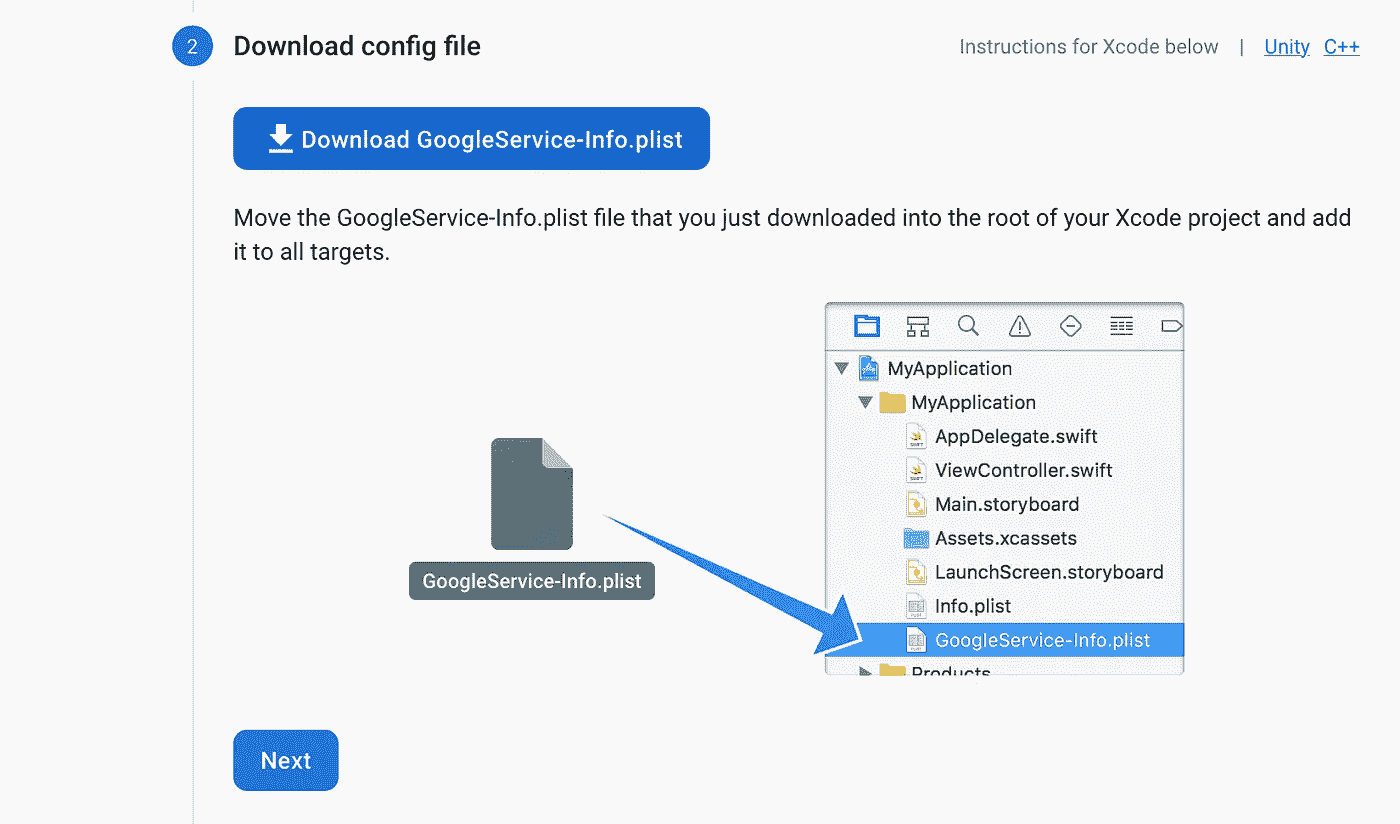 2
Download config file
Instructions for Xcode below | Unity C++
Download GoogleService-Info.plist
Move the GoogleService-Info.plist file that you just downloaded into the root of your Xcode project and add
it to all targets.
GoogleService-Info.plist
MyApplication
MyApplication
AppDelegate.swift
ViewController.swift
Main.storyboard
Assets.xcassets
LaunchScreen.storyboard
Info.plist
GoogleService-Info.plist
Products
Next